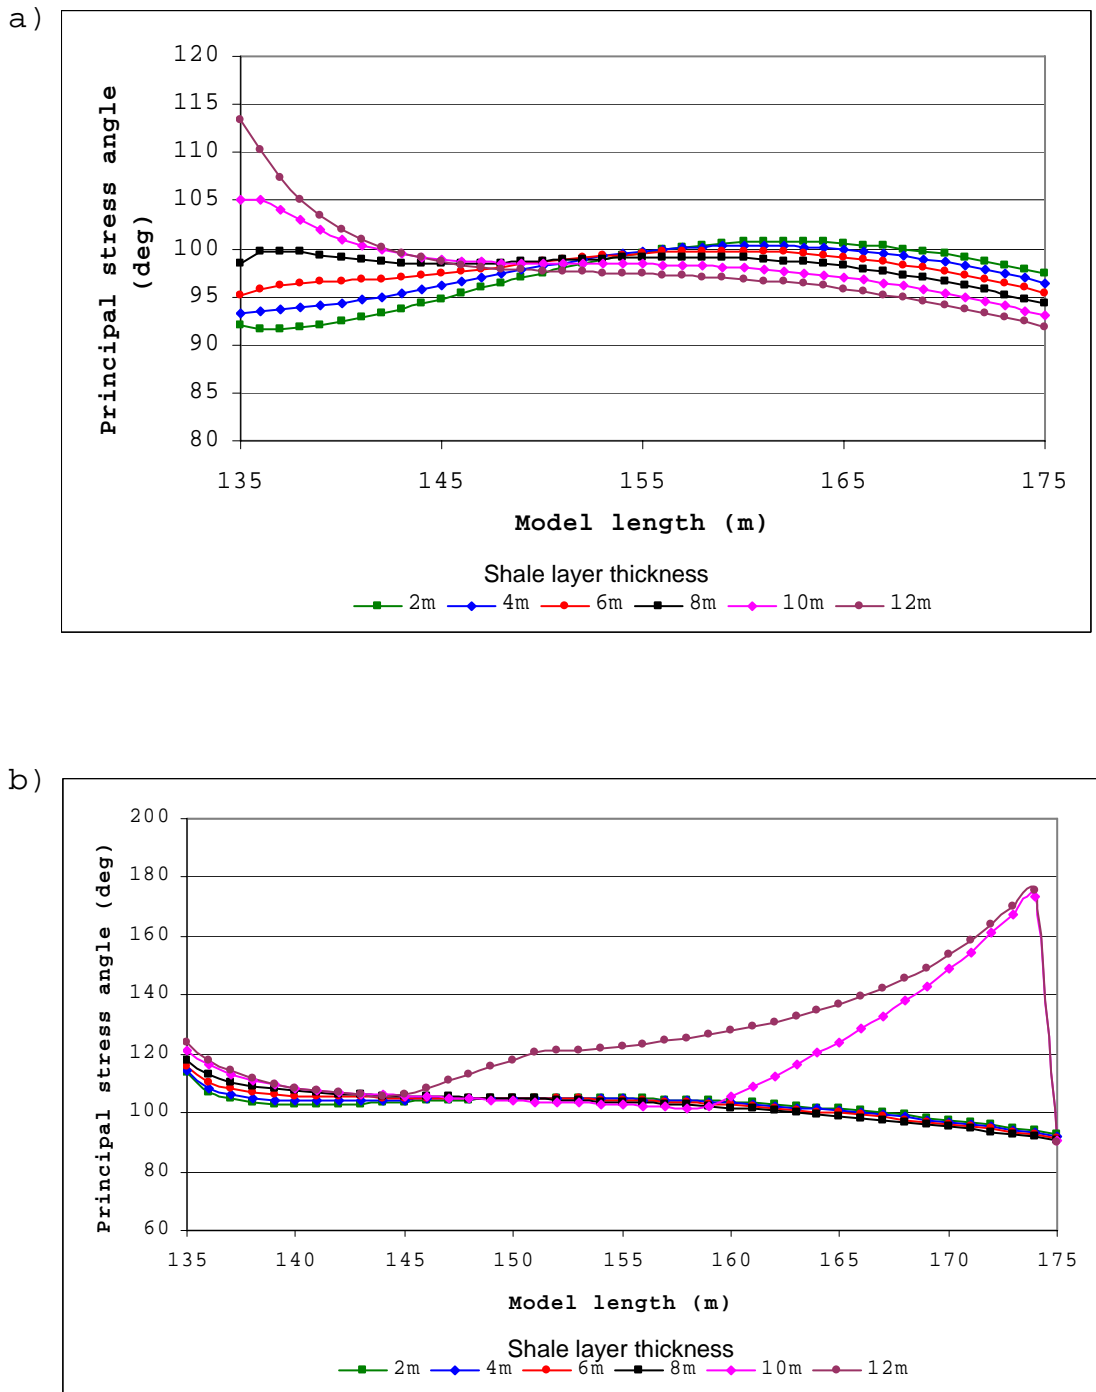 a)
Principal stress angle
(deg)
120
115
110
105
100
95
90
85
80
135 145 155 165 175
Model length (m)
Shale layer thickness
2m 4m 6m 8m 10m 12m
b)
Principal stress angle (deg)
200
180
160
140
120
100
80
60
135 140 145 150 155 160 165 170 175
Model length (m)
Shale layer thickness
2m 4m 6m 8m 10m 12m